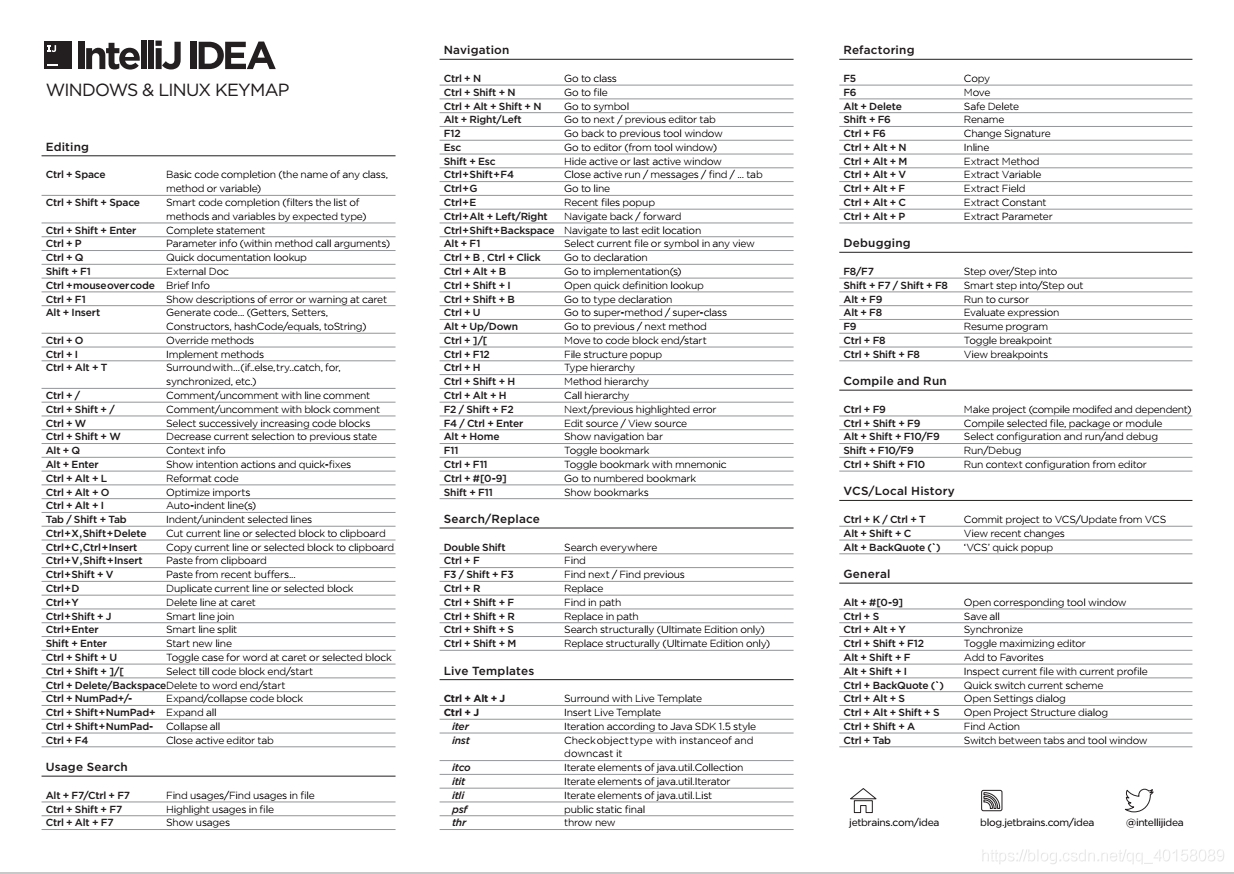 IJ IntelliJ IDEA
WINDOWS & LINUX KEYMAP
Editing
Ctrl + Space Basic code completion (the name of any class,
method or variable)
Ctrl + Shift + Space Smart code completion (filters the list of
methods and variables by expected type)
Ctrl + Shift + Enter Complete statement
Ctrl + P Parameter info (within method call arguments)
Ctrl + Q Quick documentation lookup
Shift + F1 External Doc
Ctrl +mouseovercode Brief Info
Ctrl + F1 Show descriptions of error or warning at caret
Alt + Insert Generate code... (Getters, Setters,
Constructors, hashCode/equals, toString)
Ctrl + O Override methods
Ctrl + I Implement methods
Ctrl + Alt + T Surroundwith...(if..else,try..catch, for,
synchronized, etc.)
Ctrl + / Comment/uncomment with line comment
Ctrl + Shift + / Comment/uncomment with block comment
Ctrl + W Select successively increasing code blocks
Ctrl + Shift + W Decrease current selection to previous state
Alt + Q Context info
Alt + Enter Show intention actions and quick-fixes
Ctrl + Alt + L Reformat code
Ctrl + Alt + O Optimize imports
Ctrl + Alt + I Auto-indent line(s)
Tab / Shift + Tab Indent/unindent selected lines
Ctrl+X,Shift+Delete Cut current line or selected block to clipboard
Ctrl+C,Ctrl+Insert Copy current line or selected block to clipboard
Ctrl+V,Shift+Insert Paste from clipboard
Ctrl+Shift + V Paste from recent buffers...
Ctrl+D Duplicate current line or selected block
Ctrl+Y Delete line at caret
Ctrl+Shift + J Smart line join
Ctrl+Enter Smart line split
Shift + Enter Start new line
Ctrl + Shift + U Toggle case for word at caret or selected block
Ctrl + Shift + ]/[ Select till code block end/start
Ctrl + Delete/Backspace Delete to word end/start
Ctrl + NumPad+/- Expand/collapse code block
Ctrl + Shift+NumPad+ Expand all
Ctrl + Shift+NumPad- Collapse all
Ctrl + F4 Close active editor tab
Usage Search
Alt + F7/Ctrl + F7 Find usages/Find usages in file
Ctrl + Shift + F7 Highlight usages in file
Ctrl + Alt + F7 Show usages
Navigation
Ctrl + N Go to class
Ctrl + Shift + N Go to file
Ctrl + Alt + Shift + N Go to symbol
Alt + Right/Left Go to next / previous editor tab
F12 Go back to previous tool window
Esc Go to editor (from tool window)
Shift + Esc Hide active or last active window
Ctrl+Shift+F4 Close active run / messages / find / ... tab
Ctrl+G Go to line
Ctrl+E Recent files popup
Ctrl+Alt + Left/Right Navigate back / forward
Ctrl+Shift+Backspace Navigate to last edit location
Alt + F1 Select current file or symbol in any view
Ctrl + B , Ctrl + Click Go to declaration
Ctrl + Alt + B Go to implementation(s)
Ctrl + Shift + I Open quick definition lookup
Ctrl + Shift + B Go to type declaration
Ctrl + U Go to super-method / super-class
Alt + Up/Down Go to previous / next method
Ctrl + ]/[ Move to code block end/start
Ctrl + F12 File structure popup
Ctrl + H Type hierarchy
Ctrl + Shift + H Method hierarchy
Ctrl + Alt + H Call hierarchy
F2 / Shift + F2 Next/previous highlighted error
F4 / Ctrl + Enter Edit source / View source
Alt + Home Show navigation bar
F11 Toggle bookmark
Ctrl + F11 Toggle bookmark with mnemonic
Ctrl + #[0-9] Go to numbered bookmark
Shift + F11 Show bookmarks
Search/Replace
Double Shift Search everywhere
Ctrl + F Find
F3 / Shift + F3 Find next / Find previous
Ctrl + R Replace
Ctrl + Shift + F Find in path
Ctrl + Shift + R Replace in path
Ctrl + Shift + S Search structurally (Ultimate Edition only)
Ctrl + Shift + M Replace structurally (Ultimate Edition only)
Live Templates
Ctrl + Alt + J Surround with Live Template
Ctrl + J Insert Live Template
iter Iteration according to Java SDK 1.5 style
inst Checkobjecttype with instanceof and
downcast it
itco Iterate elements of java.util.Collection
itit Iterate elements of java.util.Iterator
itli Iterate elements of java.util.List
psf public static final
thr throw new
Refactoring
F5 Copy
F6 Move
Alt + Delete Safe Delete
Shift + F6 Rename
Ctrl + F6 Change Signature
Ctrl + Alt + N Inline
Ctrl + Alt + M Extract Method
Ctrl + Alt + V Extract Variable
Ctrl + Alt + F Extract Field
Ctrl + Alt + C Extract Constant
Ctrl + Alt + P Extract Parameter
Debugging
F8/F7 Step over/Step into
Shift + F7 / Shift + F8 Smart step into/Step out
Alt + F9 Run to cursor
Alt + F8 Evaluate expression
F9 Resume program
Ctrl + F8 Toggle breakpoint
Ctrl + Shift + F8 View breakpoints
Compile and Run
Ctrl + F9 Make project (compile modifed and dependent)
Ctrl + Shift + F9 Compile selected file, package or module
Alt + Shift + F10/F9 Select configuration and run/and debug
Shift + F10/F9 Run/Debug
Ctrl + Shift + F10 Run context configuration from editor
VCS/Local History
Ctrl + K / Ctrl + T Commit project to VCS/Update from VCS
Alt + Shift + C View recent changes
Alt + BackQuote (`) ‘VCS’ quick popup
General
Alt + #[0-9] Open corresponding tool window
Ctrl + S Save all
Ctrl + Alt + Y Synchronize
Ctrl + Shift + F12 Toggle maximizing editor
Alt + Shift + F Add to Favorites
Alt + Shift + I Inspect current file with current profile
Ctrl + BackQuote (`) Quick switch current scheme
Ctrl + Alt + S Open Settings dialog
Ctrl + Alt + Shift + S Open Project Structure dialog
Ctrl + Shift + A Find Action
Ctrl + Tab Switch between tabs and tool window
jetbrains.com/idea blog.jetbrains.com/idea @intellijidea
https://blog.csdn.net/qq_40158089